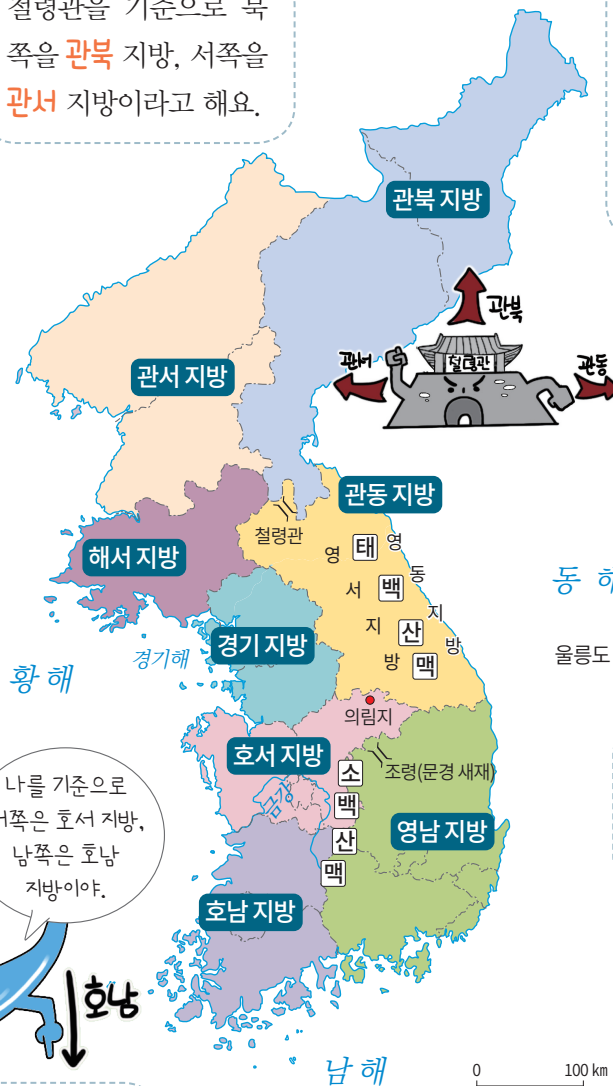 철령관을 기준으로 북
쪽을 관북 지방, 서쪽을
관서 지방이라고 해요.
관북 지방
관북
관서
철령관
관동
관서 지방
관동 지방
철령관
영서 지방
태백산맥
영동 지방
해서 지방
동 해
경기 지방
울릉도
경기해
황해
의림지
호서 지방
조령(문경 새재)
금강
소백산맥
나를 기준으로
쪽은 호서 지방,
남쪽은 호남
지방이야.
영남 지방
호남 지방
호남
남해
0 100 km